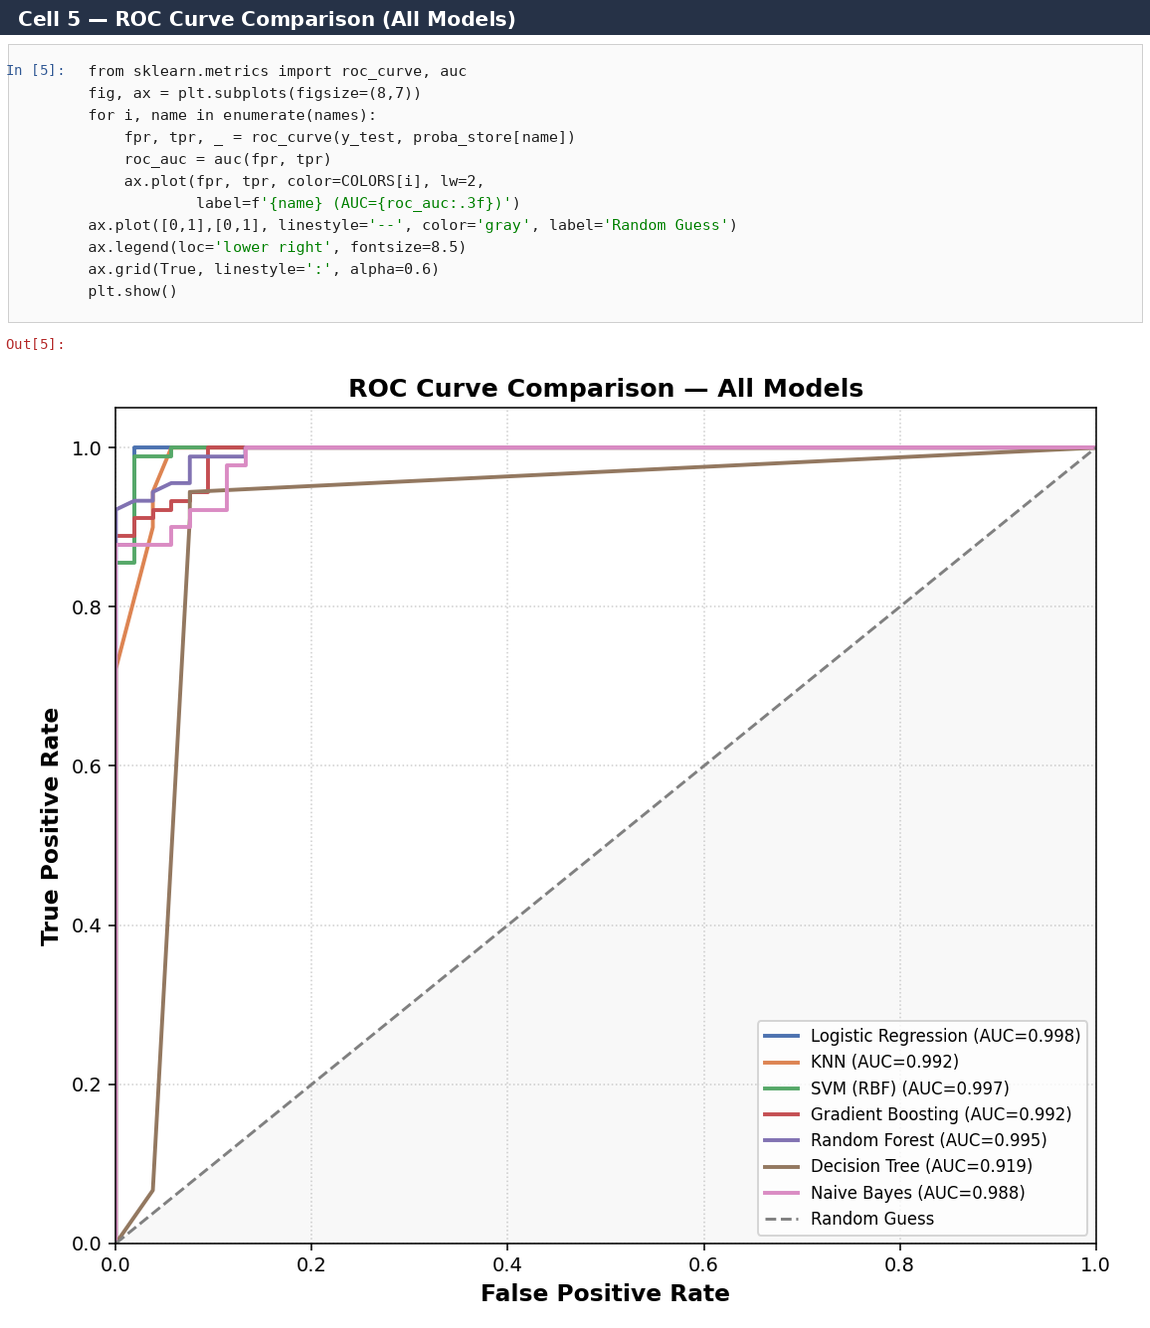 Cell 5 — ROC Curve Comparison (All Models)
In [5]: from sklearn.metrics import roc_curve, auc
fig, ax = plt.subplots(figsize=(8,7))
for i, name in enumerate(names):
    fpr, tpr, _ = roc_curve(y_test, proba_store[name])
    roc_auc = auc(fpr, tpr)
    ax.plot(fpr, tpr, color=COLORS[i], lw=2,
            label=f'{name} (AUC={roc_auc:.3f})')
ax.plot([0,1],[0,1], linestyle='--', color='gray', label='Random Guess')
ax.legend(loc='lower right', fontsize=8.5)
ax.grid(True, linestyle=':', alpha=0.6)
plt.show()
Out[5]:
ROC Curve Comparison — All Models
1.0
0.8
0.6
0.4
0.2
0.0
True Positive Rate
Logistic Regression (AUC=0.998)
KNN (AUC=0.992)
SVM (RBF) (AUC=0.997)
Gradient Boosting (AUC=0.992)
Random Forest (AUC=0.995)
Decision Tree (AUC=0.919)
Naive Bayes (AUC=0.988)
Random Guess
0.0 0.2 0.4 0.6 0.8 1.0
False Positive Rate